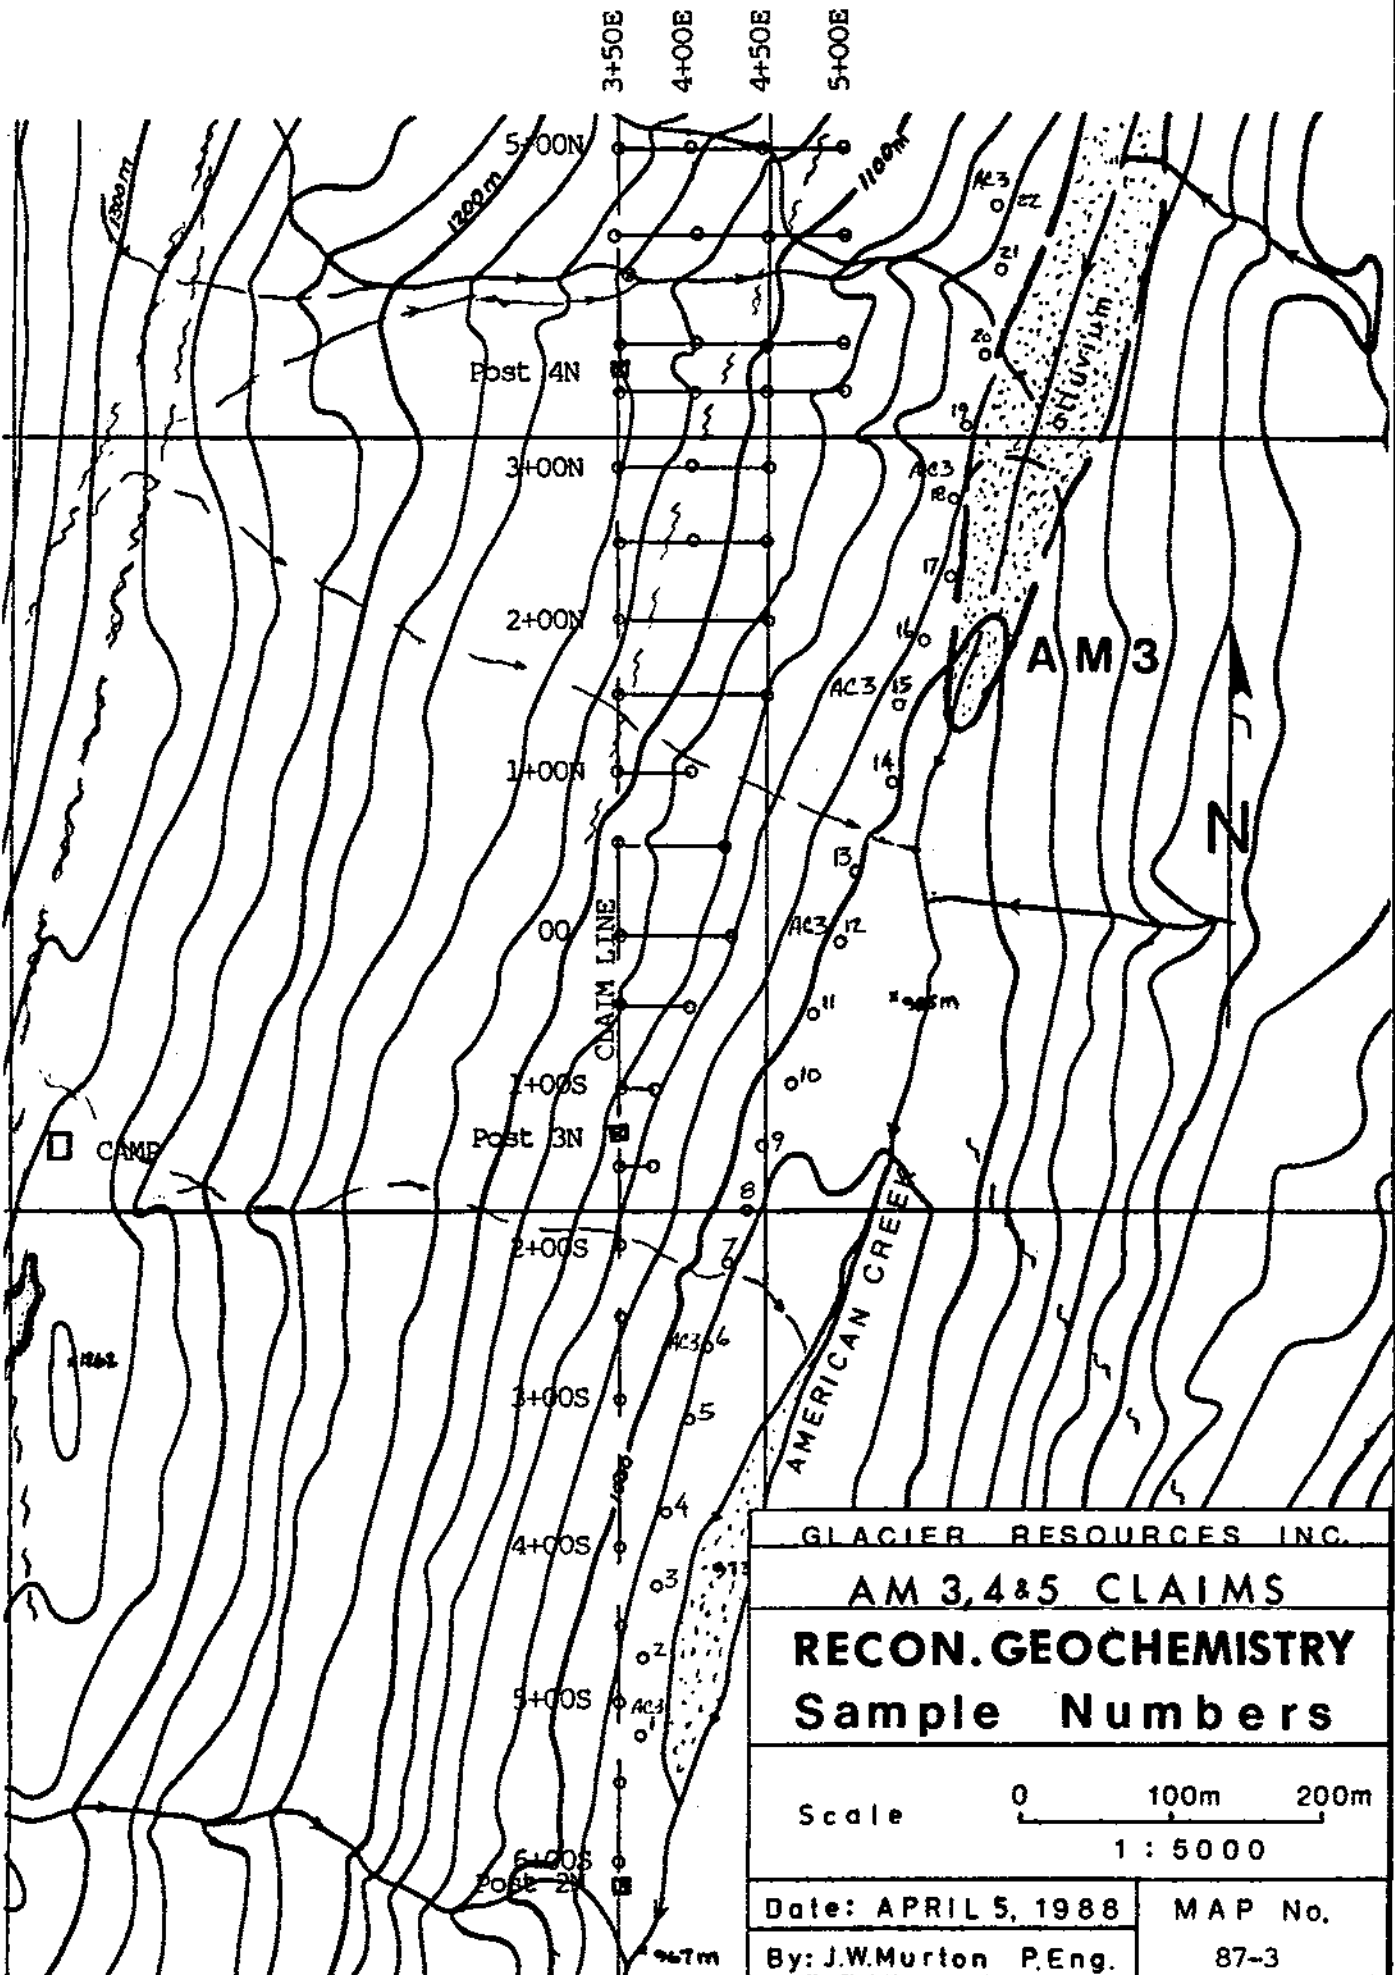 3+50E
4+00E
4+50E
5+00E
5+00N
1300m
1200m
1100m
AC3
22
21
20
alluvium
Post 4N
19
3+00N
AC3
18
17
2+00N
16
AM3
AC3 15
1+00N
14
N
13
CLAIM LINE
00
AC3 12
11
985m
10
1+00S
Post 3N
9
CAMP
8
2+00S
7
AMERICAN CREEK
AC3 6
1262
3+00S
5
4
4+00S
973
3
2
5+00S
AC3
1
6+00S
Post 2N
967m
GLACIER RESOURCES INC.
AM 3,4&5 CLAIMS
RECON. GEOCHEMISTRY
Sample Numbers
Scale
0 100m 200m
1 : 5000
Date: APRIL 5, 1988
By: J.W. Murton P.Eng.
MAP No.
87-3